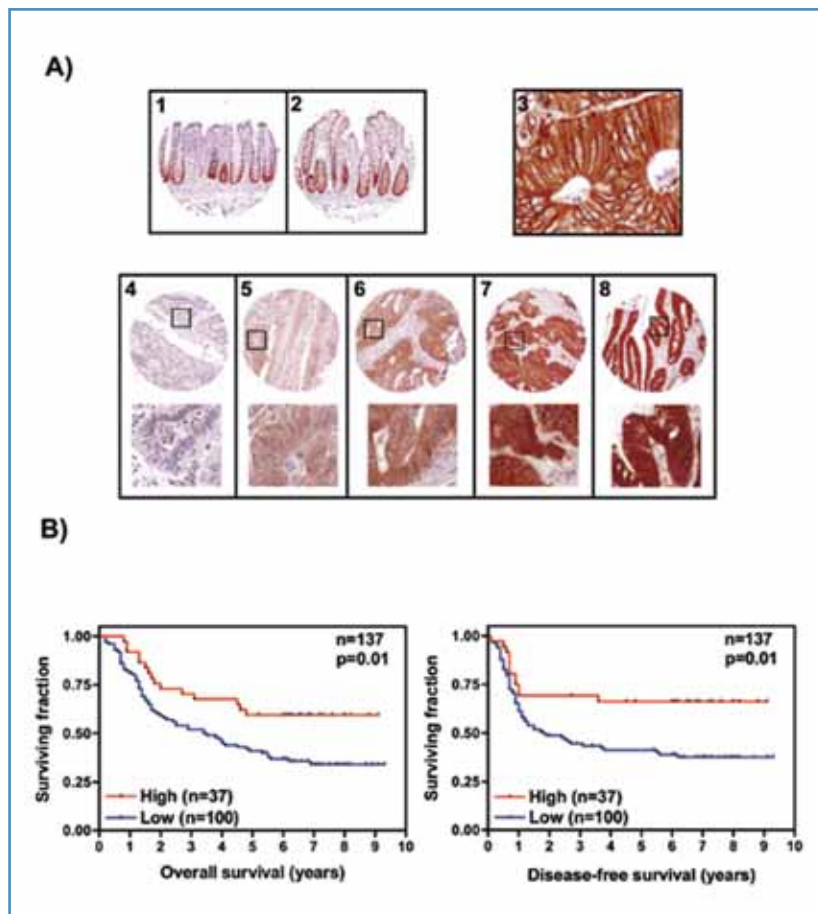 A)
1
2
3
4
5
6
7
8
B)
1.00
0.75
0.50
0.25
0.00
Surviving fraction
n=137
p=0.01
High (n=37)
Low (n=100)
0 1 2 3 4 5 6 7 8 9 10
Overall survival (years)
1.00
0.75
0.50
0.25
0.00
Surviving fraction
n=137
p=0.01
High (n=37)
Low (n=100)
0 1 2 3 4 5 6 7 8 9 10
Disease-free survival (years)